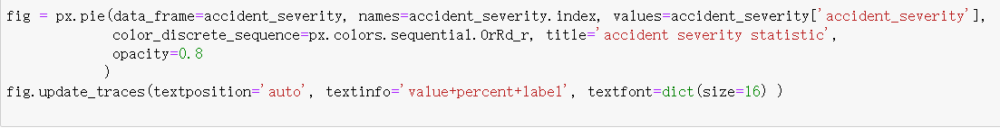 fig = px.pie(data_frame=accident_severity, names=accident_severity.index, values=accident_severity['accident_severity'],
color_discrete_sequence=px.colors.sequential.OrRd_r, title='accident severity statistic',
opacity=0.8
)
fig.update_traces(textposition='auto', textinfo='value+percent+label', textfont=dict(size=16) )